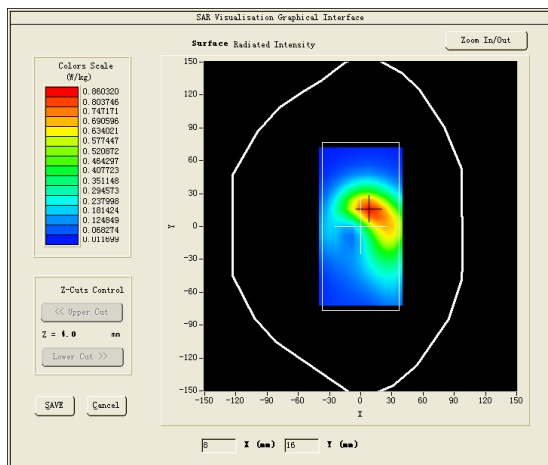 SAR Visualisation Graphical Interface
Surface Radiated Intensity
Zoom In/Out
Colors Scale
(W/kg)
0.860320
0.803746
0.747171
0.690596
0.634021
0.577447
0.520872
0.464297
0.407723
0.351148
0.294573
0.237998
0.181424
0.124849
0.068274
0.011699
Z-Cuts Control
<< Upper Cut
Z = 4.0 mm
Lower Cut >>
SAVE Cancel
150
120
90
60
30
0
-30
-60
-90
-120
-150
Y
-150 -120 -90 -60 -30 0 30 60 90 120 150
X
8 X (mm) 16 Y (mm)